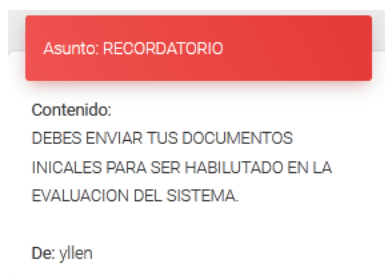 Asunto: RECORDATORIO
Contenido:
DEBES ENVIAR TUS DOCUMENTOS
INICALES PARA SER HABILUTADO EN LA
EVALUACION DEL SISTEMA.
De: yllen